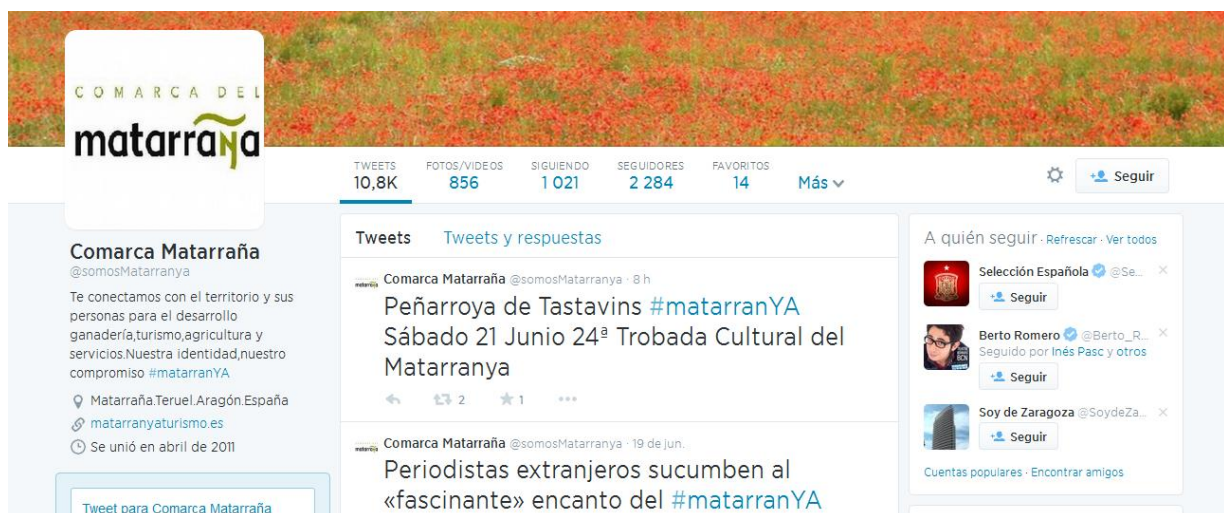 COMARCA DEL
matarraña
TWEETS
10,8K
FOTOS/VIDEOS
856
SIGUIENDO
1 021
SEGUIDORES
2 284
FAVORITOS
14
Más
Seguir
Comarca Matarraña
@somosMatarranya
Te conectamos con el territorio y sus
personas para el desarrollo
ganadería,turismo,agricultura y
servicios.Nuestra identidad,nuestro
compromiso #matarranYA
Matarraña.Teruel.Aragón.España
matarranyaturismo.es
Se unió en abril de 2011
Tweet para Comarca Matarraña
Tweets Tweets y respuestas
Comarca Matarraña @somosMatarranya · 8 h
Peñarroya de Tastavins #matarranYA
Sábado 21 Junio 24ª Trobada Cultural del
Matarranya
2 1
Comarca Matarraña @somosMatarranya · 19 de jun.
Periodistas extranjeros sucumben al
«fascinante» encanto del #matarranYA
A quién seguir · Refrescar · Ver todos
Selección Española @Se...
Seguir
Berto Romero @Berto_R...
Seguido por Inés Pasc y otros
Seguir
Soy de Zaragoza @SoydeZa...
Seguir
Cuentas populares · Encontrar amigos